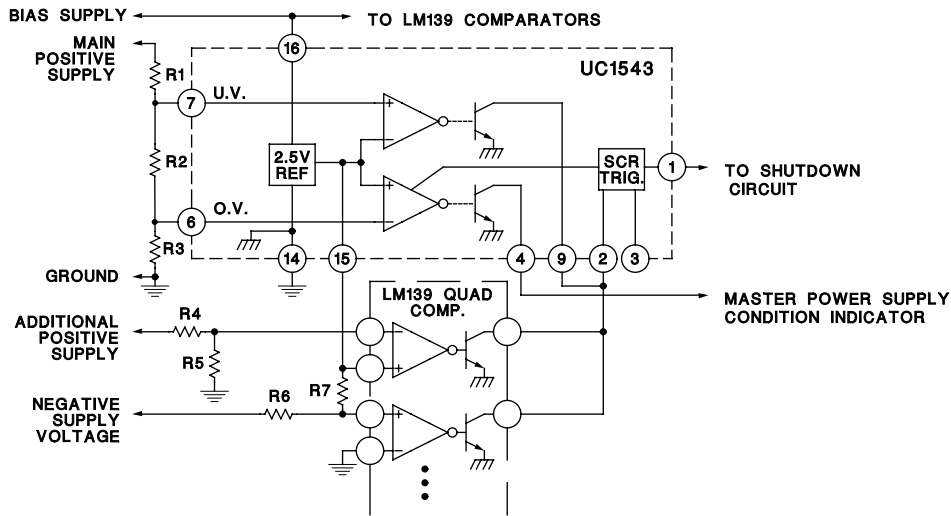 BIAS SUPPLY
TO LM139 COMPARATORS
MAIN
POSITIVE
SUPPLY
16
UC1543
R1
7
U.V.
+
−
R2
2.5V
REF
SCR
TRIG.
1
TO SHUTDOWN
CIRCUIT
+
−
6
O.V.
R3
14
15
4
9
2
3
GROUND
LM139 QUAD
COMP.
MASTER POWER SUPPLY
CONDITION INDICATOR
ADDITIONAL
POSITIVE
SUPPLY
R4
R5
−
+
R7
NEGATIVE
SUPPLY
VOLTAGE
R6
+
−